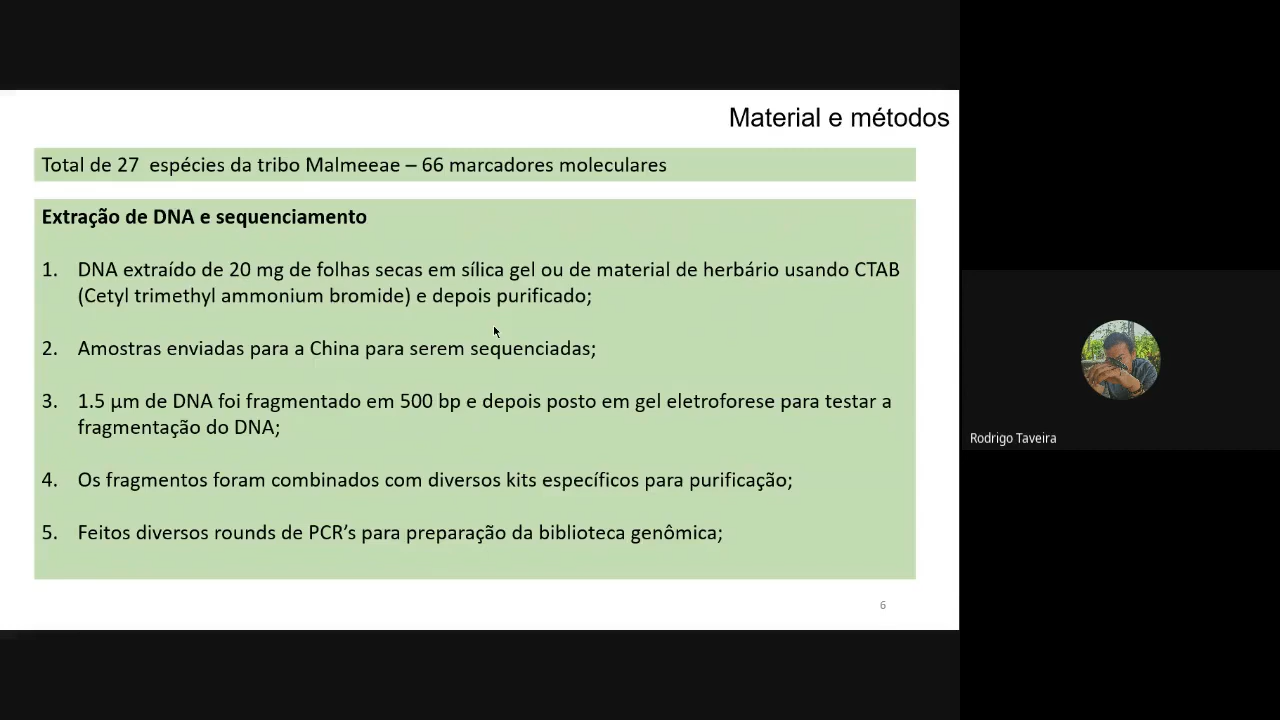 Material e métodos
Total de 27 espécies da tribo Malmeeae – 66 marcadores moleculares
Extração de DNA e sequenciamento
1. DNA extraído de 20 mg de folhas secas em sílica gel ou de material de herbário usando CTAB
(Cetyl trimethyl ammonium bromide) e depois purificado;
2. Amostras enviadas para a China para serem sequenciadas;
3. 1.5 µm de DNA foi fragmentado em 500 bp e depois posto em gel eletroforese para testar a
fragmentação do DNA;
4. Os fragmentos foram combinados com diversos kits específicos para purificação;
5. Feitos diversos rounds de PCR’s para preparação da biblioteca genômica;
6
Rodrigo Taveira